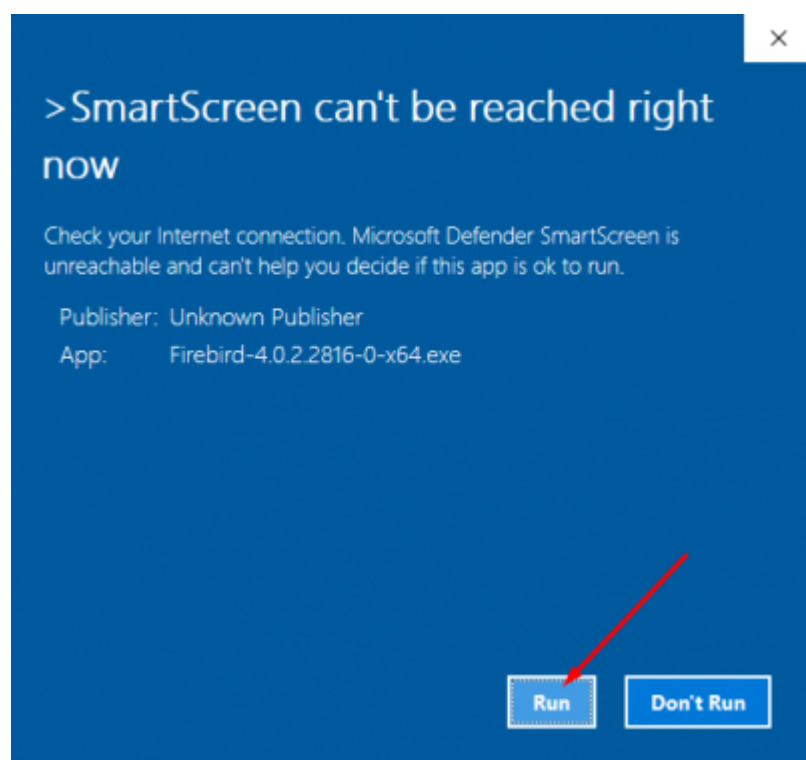 >SmartScreen can't be reached right
now
Check your Internet connection. Microsoft Defender SmartScreen is
unreachable and can't help you decide if this app is ok to run.
Publisher: Unknown Publisher
App: Firebird-4.0.2.2816-0-x64.exe
Run Don't Run